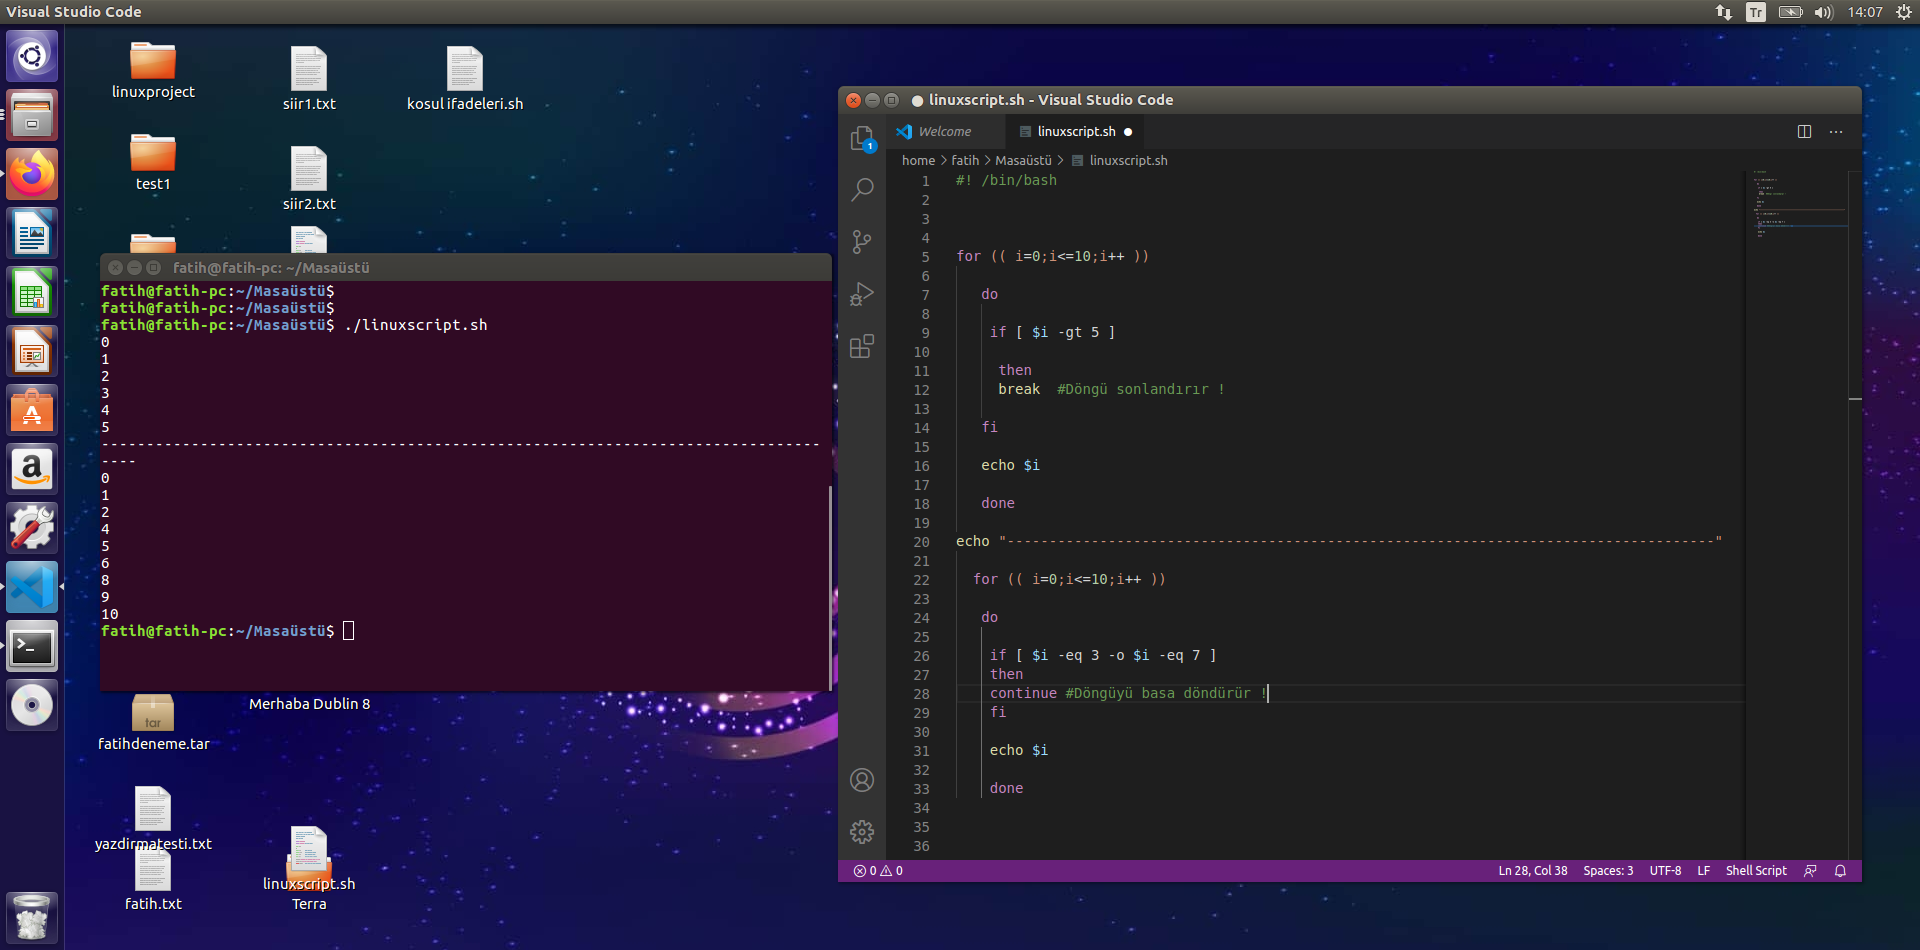 Visual Studio Code
Tr
14:07
linuxproject
siir1.txt
kosul ifadeleri.sh
test1
siir2.txt
fatih@fatih-pc: ~/Masaüstü
fatih@fatih-pc:~/Masaüstü$
fatih@fatih-pc:~/Masaüstü$
fatih@fatih-pc:~/Masaüstü$ ./linuxscript.sh
0
1
2
3
4
5
--------------------------------------------------------------------------------
----
0
1
2
4
5
6
8
9
10
fatih@fatih-pc:~/Masaüstü$
Merhaba Dublin 8
tar
fatihdeneme.tar
yazdirmatesti.txt
fatih.txt
linuxscript.sh
Terra
● linuxscript.sh - Visual Studio Code
Welcome
linuxscript.sh ●
home > fatih > Masaüstü > linuxscript.sh
1
1 #! /bin/bash
2
3
4
5 for (( i=0;i<=10;i++ ))
6
7 do
8
9 if [ $i -gt 5 ]
10
11 then
12 break #Döngü sonlandırır !
13
14 fi
15
16 echo $i
17
18 done
19
20 echo "------------------------------------------------------------------------------------"
21
22 for (( i=0;i<=10;i++ ))
23
24 do
25
26 if [ $i -eq 3 -o $i -eq 7 ]
27 then
28 continue #Döngüyü basa döndürür !
29 fi
30
31 echo $i
32
33 done
34
35
36
0 0
Ln 28, Col 38
Spaces: 3
UTF-8
LF
Shell Script